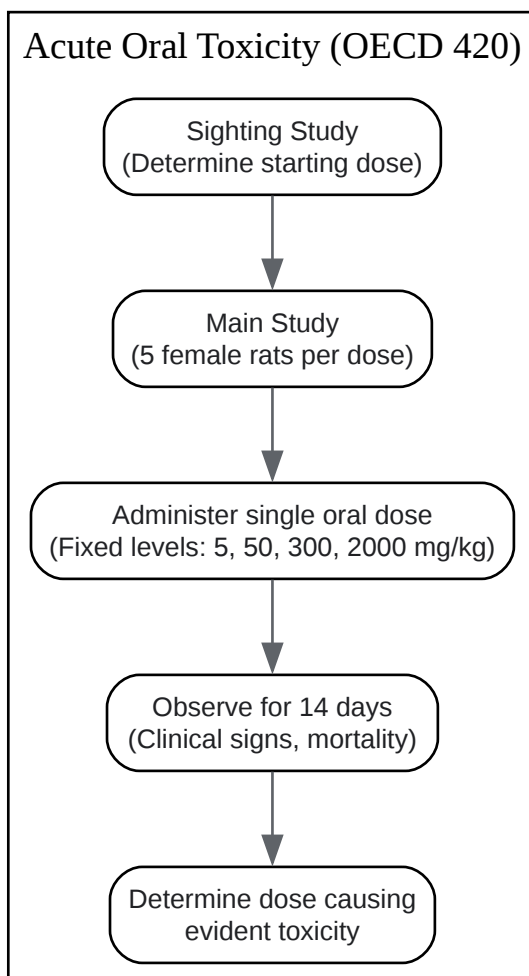 Acute Oral Toxicity (OECD 420)
Sighting Study
(Determine starting dose)
Main Study
(5 female rats per dose)
Administer single oral dose
(Fixed levels: 5, 50, 300, 2000 mg/kg)
Observe for 14 days
(Clinical signs, mortality)
Determine dose causing
evident toxicity